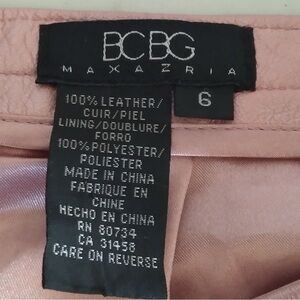 BCBG
MAXAZRIA
6
100% LEATHER/
CUIR/PIEL
LINING/DOUBLURE/
FORRO
100% POLYESTER/
POLIESTER
MADE IN CHINA
FABRIQUE EN
CHINE
HECHO EN CHINA
RN 80734
CA 31458
CARE ON REVERSE